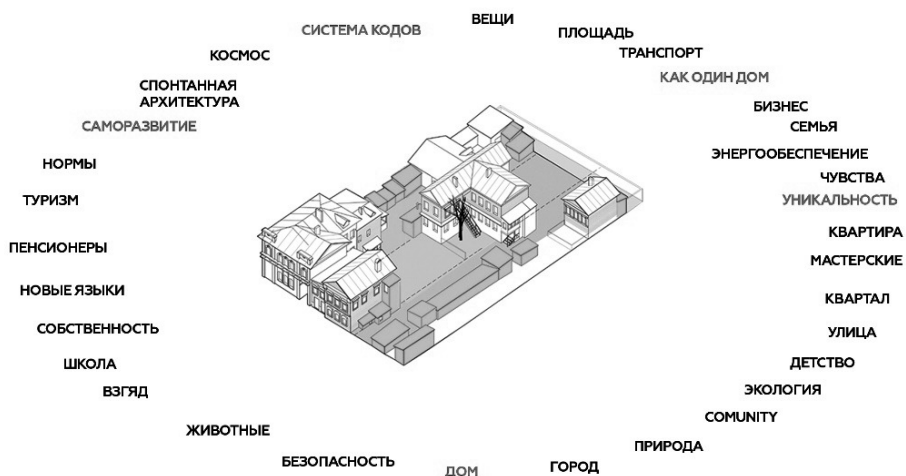 ВЕЩИ
СИСТЕМА КОДОВ
ПЛОЩАДЬ
КОСМОС
ТРАНСПОРТ
СПОНТАННАЯ
АРХИТЕКТУРА
КАК ОДИН ДОМ
БИЗНЕС
САМОРАЗВИТИЕ
СЕМЬЯ
НОРМЫ
ЭНЕРГООБЕСПЕЧЕНИЕ
ЧУВСТВА
ТУРИЗМ
УНИКАЛЬНОСТЬ
КВАРТИРА
ПЕНСИОНЕРЫ
МАСТЕРСКИЕ
НОВЫЕ ЯЗЫКИ
КВАРТАЛ
СОБСТВЕННОСТЬ
УЛИЦА
ШКОЛА
ДЕТСТВО
ВЗГЯД
ЭКОЛОГИЯ
COMUNITY
ЖИВОТНЫЕ
ПРИРОДА
БЕЗОПАСНОСТЬ
ГОРОД
ДОМ